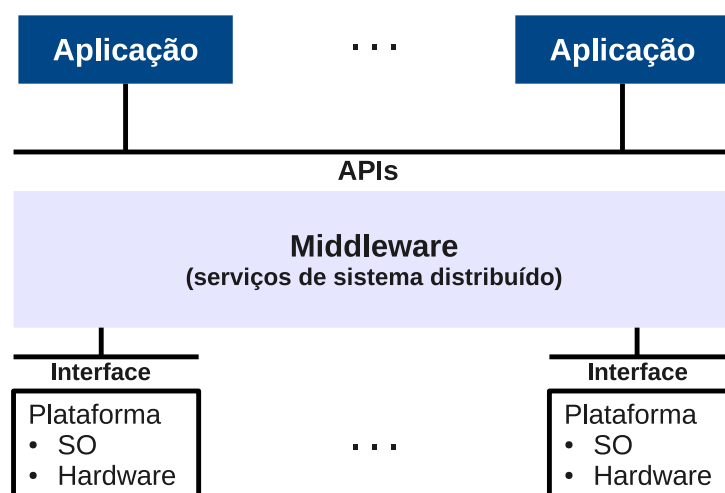 Aplicação ... Aplicação
APIs
Middleware
(serviços de sistema distribuído)
Interface Interface
Plataforma ... Plataforma
• SO • SO
• Hardware • Hardware